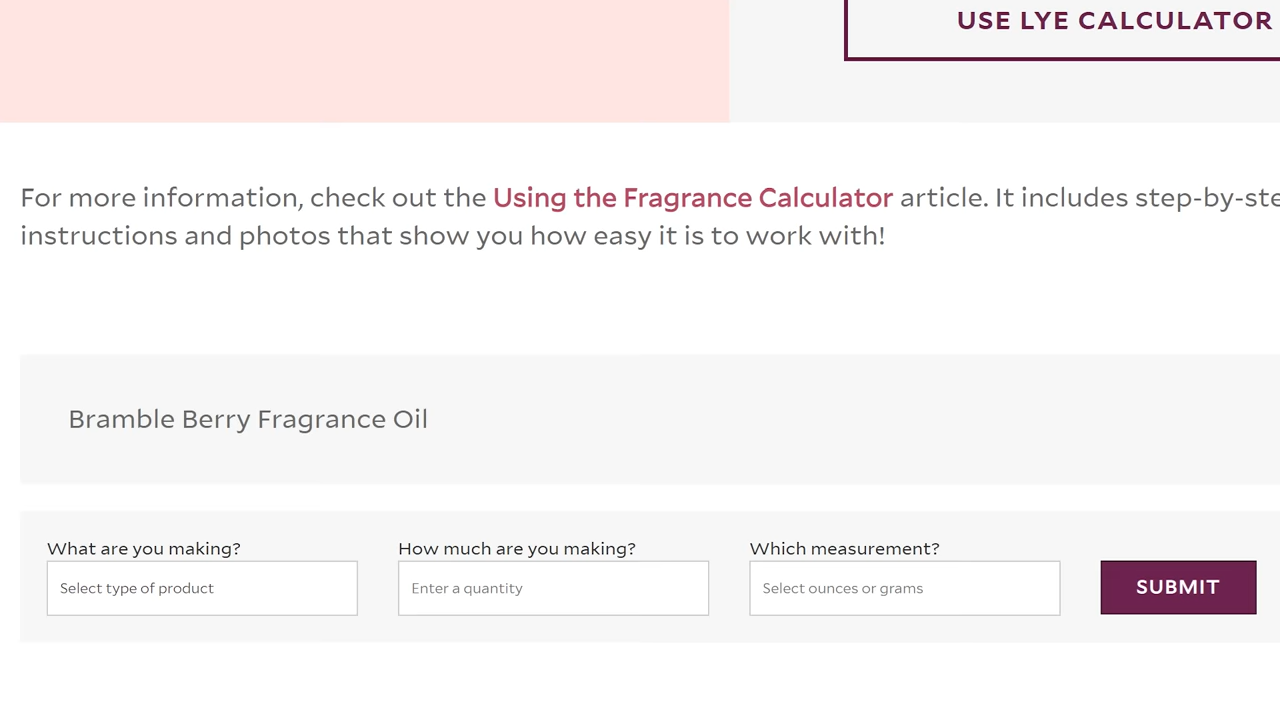 USE LYE CALCULATOR
For more information, check out the Using the Fragrance Calculator article. It includes step-by-ste
instructions and photos that show you how easy it is to work with!
Bramble Berry Fragrance Oil
What are you making? How much are you making? Which measurement?
Select type of product Enter a quantity Select ounces or grams SUBMIT